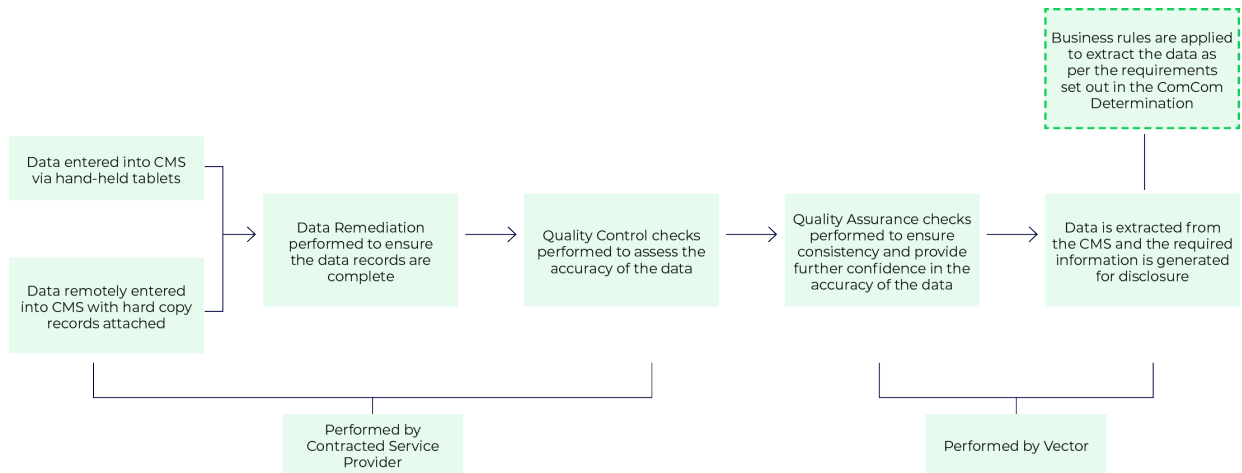 Business rules are applied
to extract the data as
per the requirements
set out in the ComCom
Determination
Data entered into CMS
via hand-held tablets
Data remotely entered
into CMS with hard copy
records attached
Data Remediation
performed to ensure
the data records are
complete
Quality Control checks
performed to assess the
accuracy of the data
Quality Assurance checks
performed to ensure
consistency and provide
further confidence in the
accuracy of the data
Data is extracted from
the CMS and the required
information is generated
for disclosure
Performed by
Contracted Service
Provider
Performed by Vector